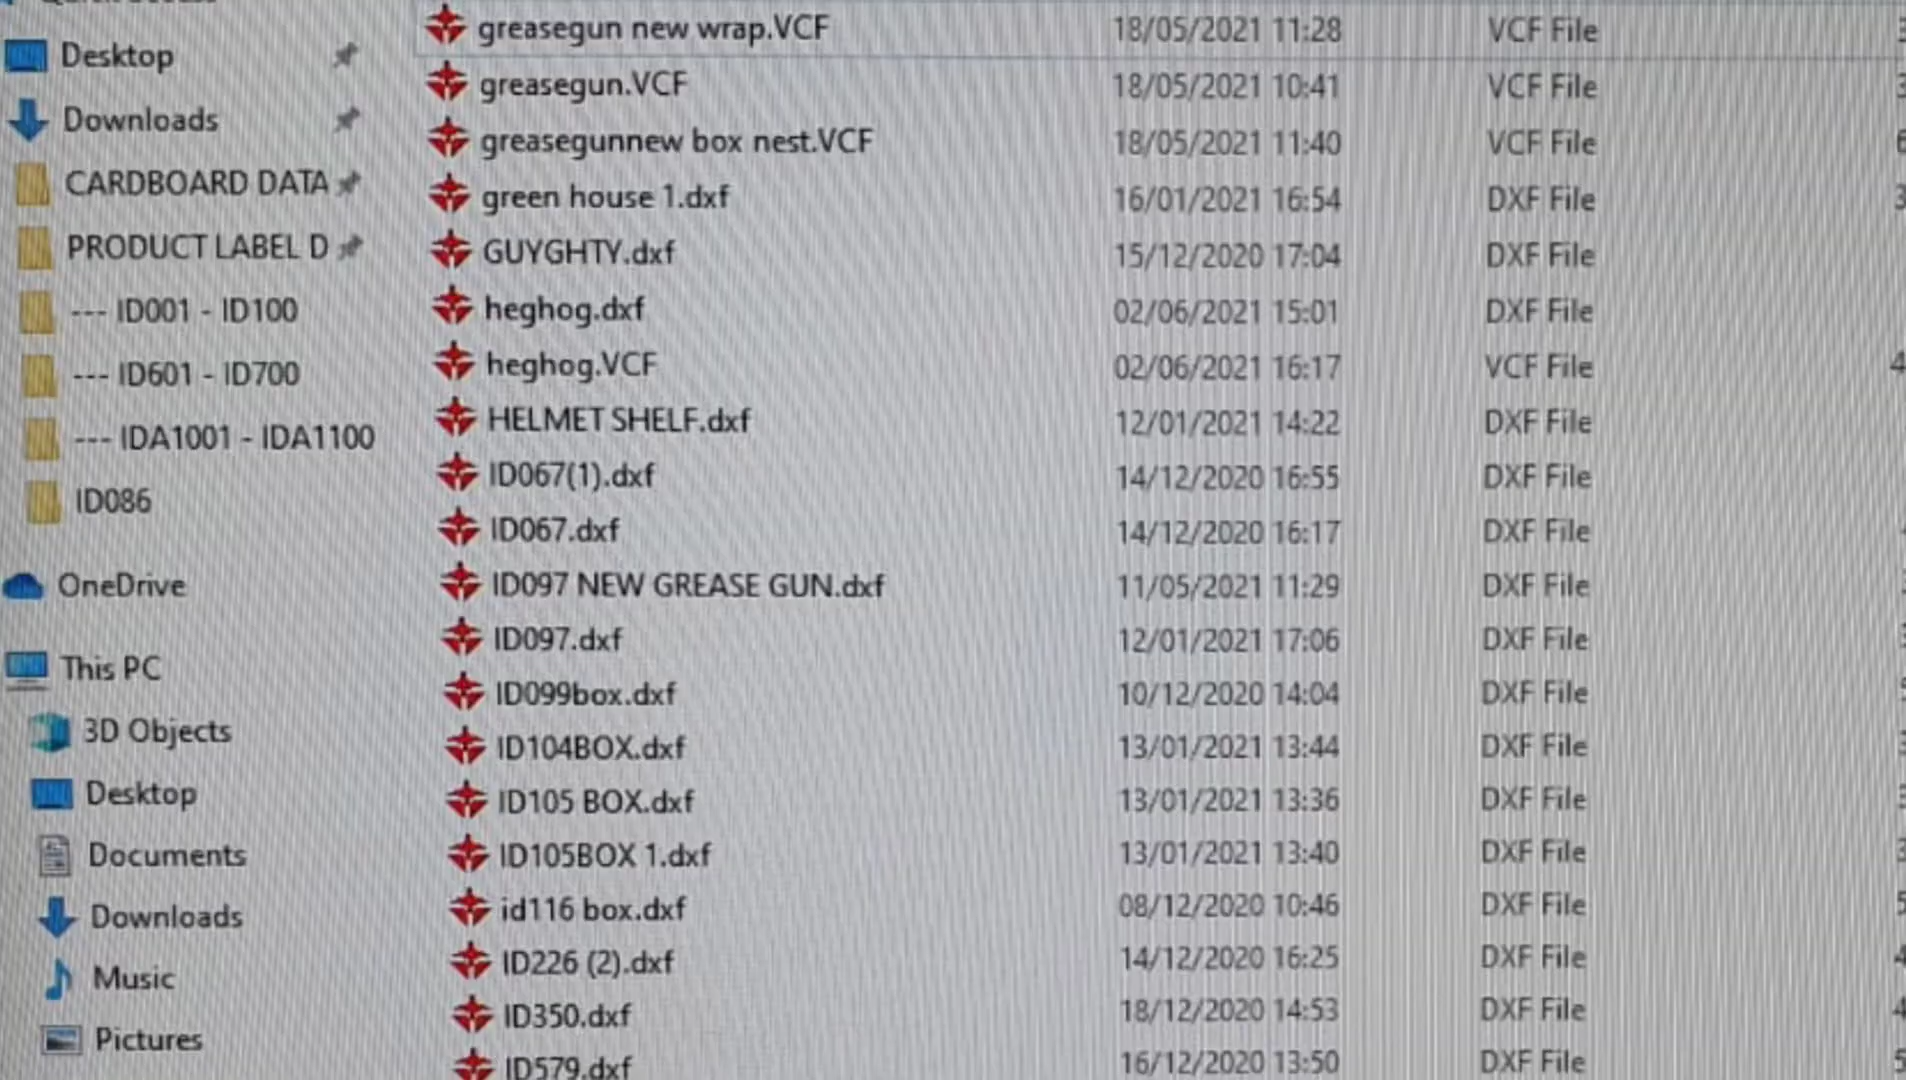 Desktop
Downloads
CARDBOARD DATA
PRODUCT LABEL D
--- ID001 - ID100
--- ID601 - ID700
--- IDA1001 - IDA1100
ID086
OneDrive
This PC
3D Objects
Desktop
Documents
Downloads
Music
Pictures
greasegun new wrap.VCF 18/05/2021 11:28 VCF File
greasegun.VCF 18/05/2021 10:41 VCF File
greasegunnew box nest.VCF 18/05/2021 11:40 VCF File
green house 1.dxf 16/01/2021 16:54 DXF File
GUYGHTY.dxf 15/12/2020 17:04 DXF File
heghog.dxf 02/06/2021 15:01 DXF File
heghog.VCF 02/06/2021 16:17 VCF File
HELMET SHELF.dxf 12/01/2021 14:22 DXF File
ID067(1).dxf 14/12/2020 16:55 DXF File
ID067.dxf 14/12/2020 16:17 DXF File
ID097 NEW GREASE GUN.dxf 11/05/2021 11:29 DXF File
ID097.dxf 12/01/2021 17:06 DXF File
ID099box.dxf 10/12/2020 14:04 DXF File
ID104BOX.dxf 13/01/2021 13:44 DXF File
ID105 BOX.dxf 13/01/2021 13:36 DXF File
ID105BOX 1.dxf 13/01/2021 13:40 DXF File
id116 box.dxf 08/12/2020 10:46 DXF File
ID226 (2).dxf 14/12/2020 16:25 DXF File
ID350.dxf 18/12/2020 14:53 DXF File
ID579.dxf 16/12/2020 13:50 DXF File